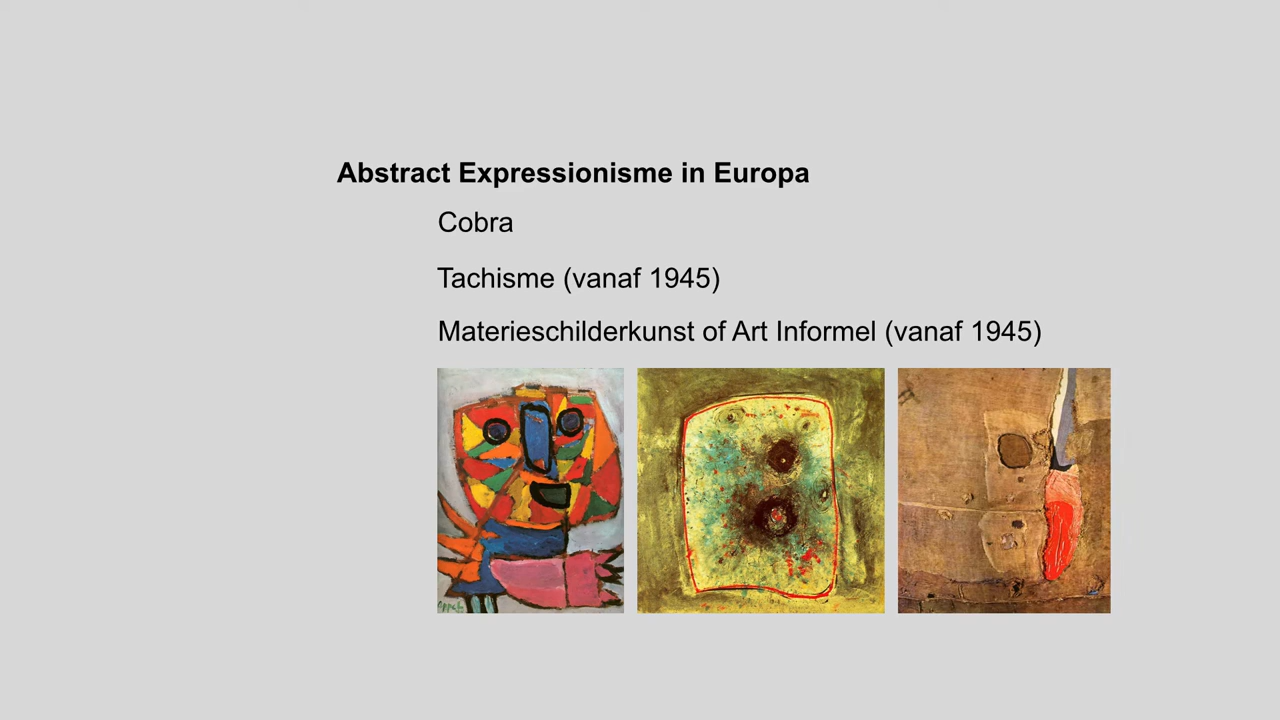 Abstract Expressionisme in Europa
Cobra
Tachisme (vanaf 1945)
Materieschilderkunst of Art Informel (vanaf 1945)